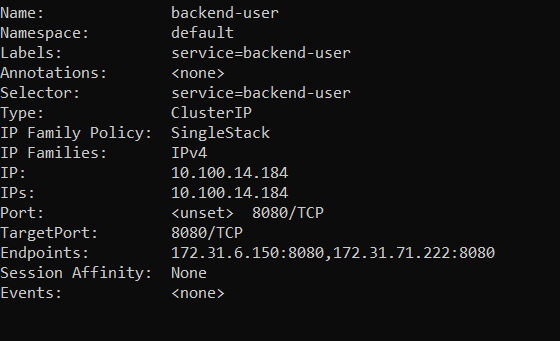 Name: backend-user
Namespace: default
Labels: service=backend-user
Annotations: <none>
Selector: service=backend-user
Type: ClusterIP
IP Family Policy: SingleStack
IP Families: IPv4
IP: 10.100.14.184
IPs: 10.100.14.184
Port: <unset> 8080/TCP
TargetPort: 8080/TCP
Endpoints: 172.31.6.150:8080,172.31.71.222:8080
Session Affinity: None
Events: <none>